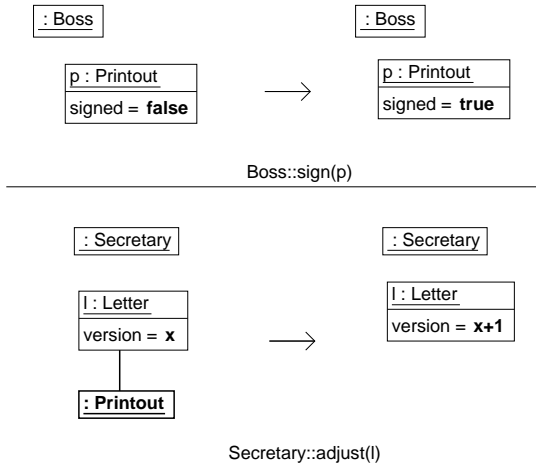 : Boss
: Boss
p : Printout
signed = false
p : Printout
signed = true
Boss::sign(p)
: Secretary
: Secretary
l : Letter
version = x
l : Letter
version = x+1
: Printout
Secretary::adjust(l)